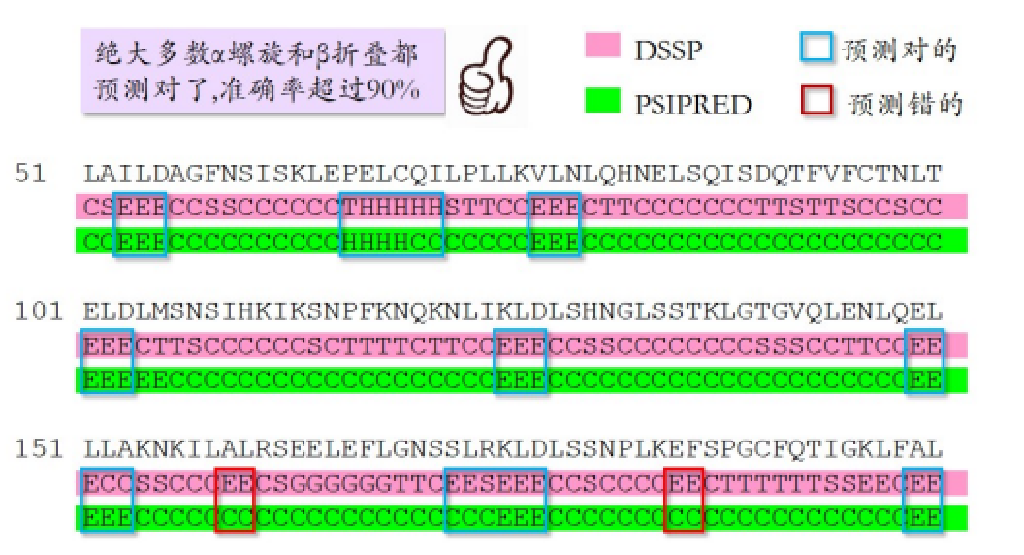 绝大多数α螺旋和β折叠都
预测对了,准确率超过90%
DSSP
预测对的
PSIPRED
预测错的
51 LAILDAGFNSISKLEPELCQILPLLKVLNLQHNELSQISDQTFVFCTNLT
CSEEECCSSCCCCCCTHHHHHSTTCCEEECTTCCCCCCCTTSTTSCCSCC
CCEEECCCCCCCCCCHHHHCCCCCCCEEECCCCCCCCCCCCCCCCCCCCC
101 ELDLMSNSIHKIKSNPFKNQKNLIKLDLSHNGLSSTKLGTGVQLENLQEL
EEECTTSCCCCCCSCTTTTCTTCCEEECCSSCCCCCCCCSSSCCTTCCEE
EEEEECCCCCCCCCCCCCCCCCCCEEECCCCCCCCCCCCCCCCCCCCCEE
151 LLAKNKILALRSEELEFLGNSSLRKLDLSSNPLKEFSPGCFQTIGKLFAL
ECCSSCCCEECSGGGGGGTTCEESEEECCSCCCCEECTTTTTTSSEECEE
EEECCCCCCCCCCCCCCCCCCCCCEEECCCCCCCCCCCCCCCCCCCCCEE